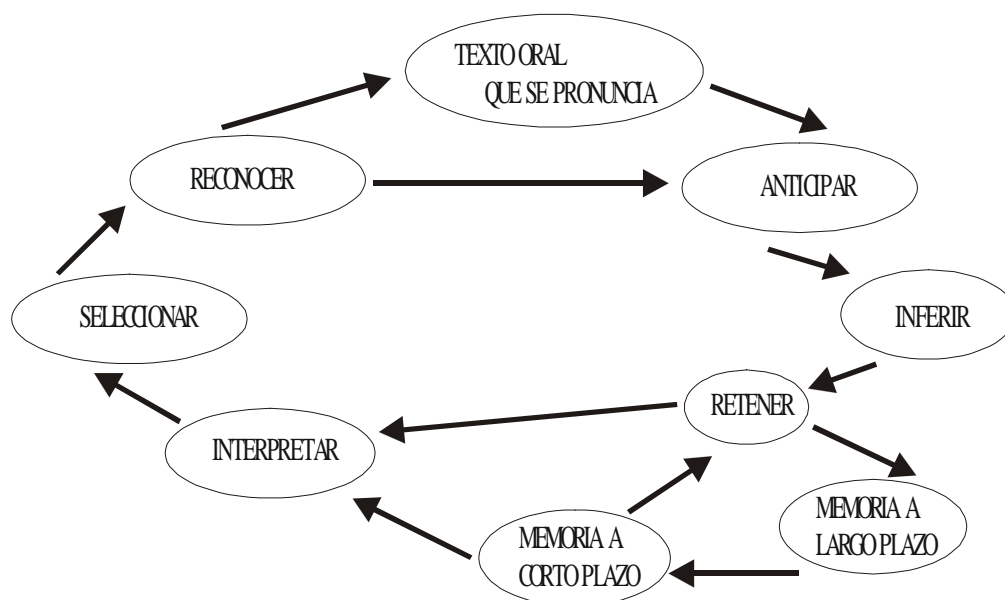 TEXTO ORAL
QUE SE PRONUNCIA
RECONOCER
ANTICIPAR
SELECCIONAR
INFERIR
RETENER
INTERPRETAR
MEMORIA A
LARGO PLAZO
MEMORIA A
CORTO PLAZO